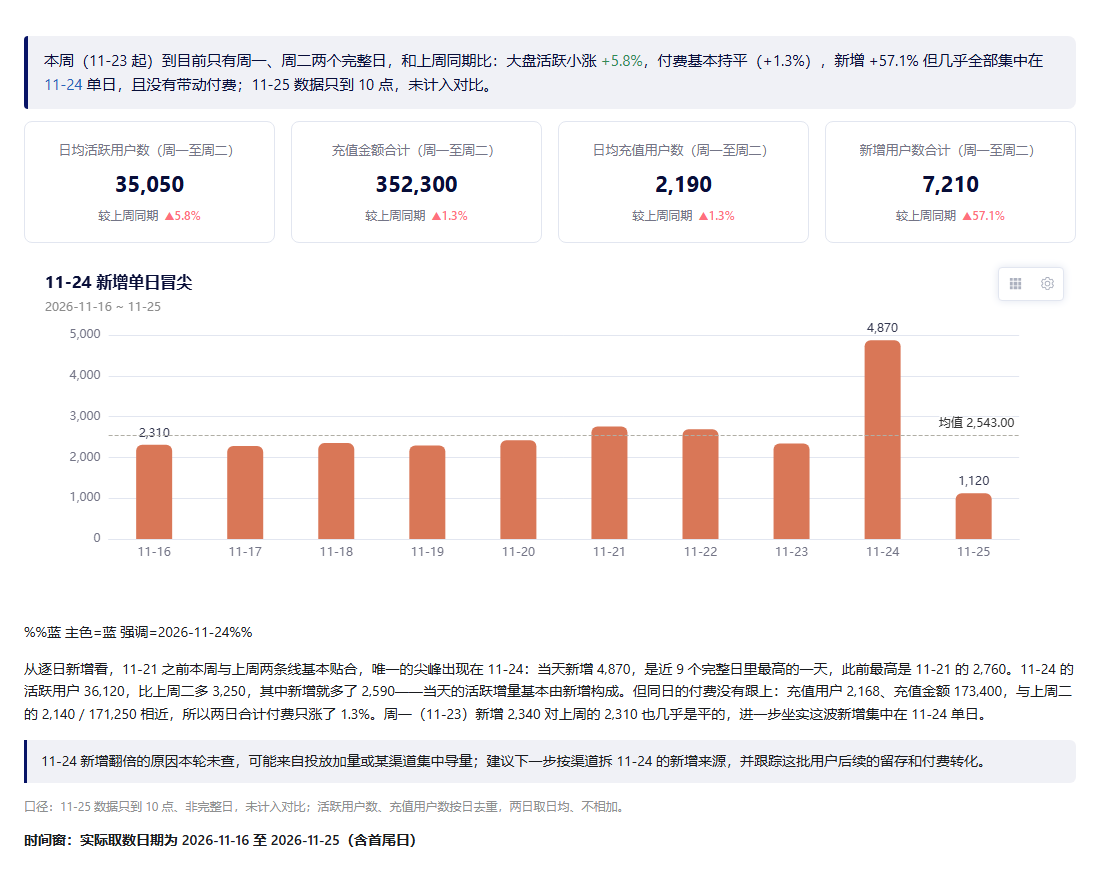 本周（11-23 起）到目前只有周一、周二两个完整日，和上周同期比：大盘活跃小涨 +5.8%，付费基本持平（+1.3%），新增 +57.1% 但几乎全部集中在
11-24 单日，且没有带动付费；11-25 数据只到 10 点，未计入对比。
日均活跃用户数（周一至周二）
35,050
较上周同期 ▲5.8%
充值金额合计（周一至周二）
352,300
较上周同期 ▲1.3%
日均充值用户数（周一至周二）
2,190
较上周同期 ▲1.3%
新增用户数合计（周一至周二）
7,210
较上周同期 ▲57.1%
11-24 新增单日冒尖
2026-11-16 ~ 11-25
5,000
4,000
3,000
2,000
1,000
0
2,310
4,870
均值 2,543.00
1,120
11-16 11-17 11-18 11-19 11-20 11-21 11-22 11-23 11-24 11-25
%%蓝 主色=蓝 强调=2026-11-24%%
从逐日新增看，11-21 之前本周与上周两条线基本贴合，唯一的尖峰出现在 11-24：当天新增 4,870，是近 9 个完整日里最高的一天，此前最高是 11-21 的 2,760。11-24 的
活跃用户 36,120，比上周二多 3,250，其中新增就多了 2,590——当天的活跃增量基本由新增构成。但同日的付费没有跟上：充值用户 2,168、充值金额 173,400，与上周二
的 2,140 / 171,250 相近，所以两日合计付费只涨了 1.3%。周一（11-23）新增 2,340 对上周的 2,310 也几乎是平的，进一步坐实这波新增集中在 11-24 单日。
11-24 新增翻倍的原因本轮未查，可能来自投放加量或某渠道集中导量；建议下一步按渠道拆 11-24 的新增来源，并跟踪这批用户后续的留存和付费转化。
口径：11-25 数据只到 10 点、非完整日，未计入对比；活跃用户数、充值用户数按日去重，两日取日均、不相加。
时间窗：实际取数日期为 2026-11-16 至 2026-11-25（含首尾日）